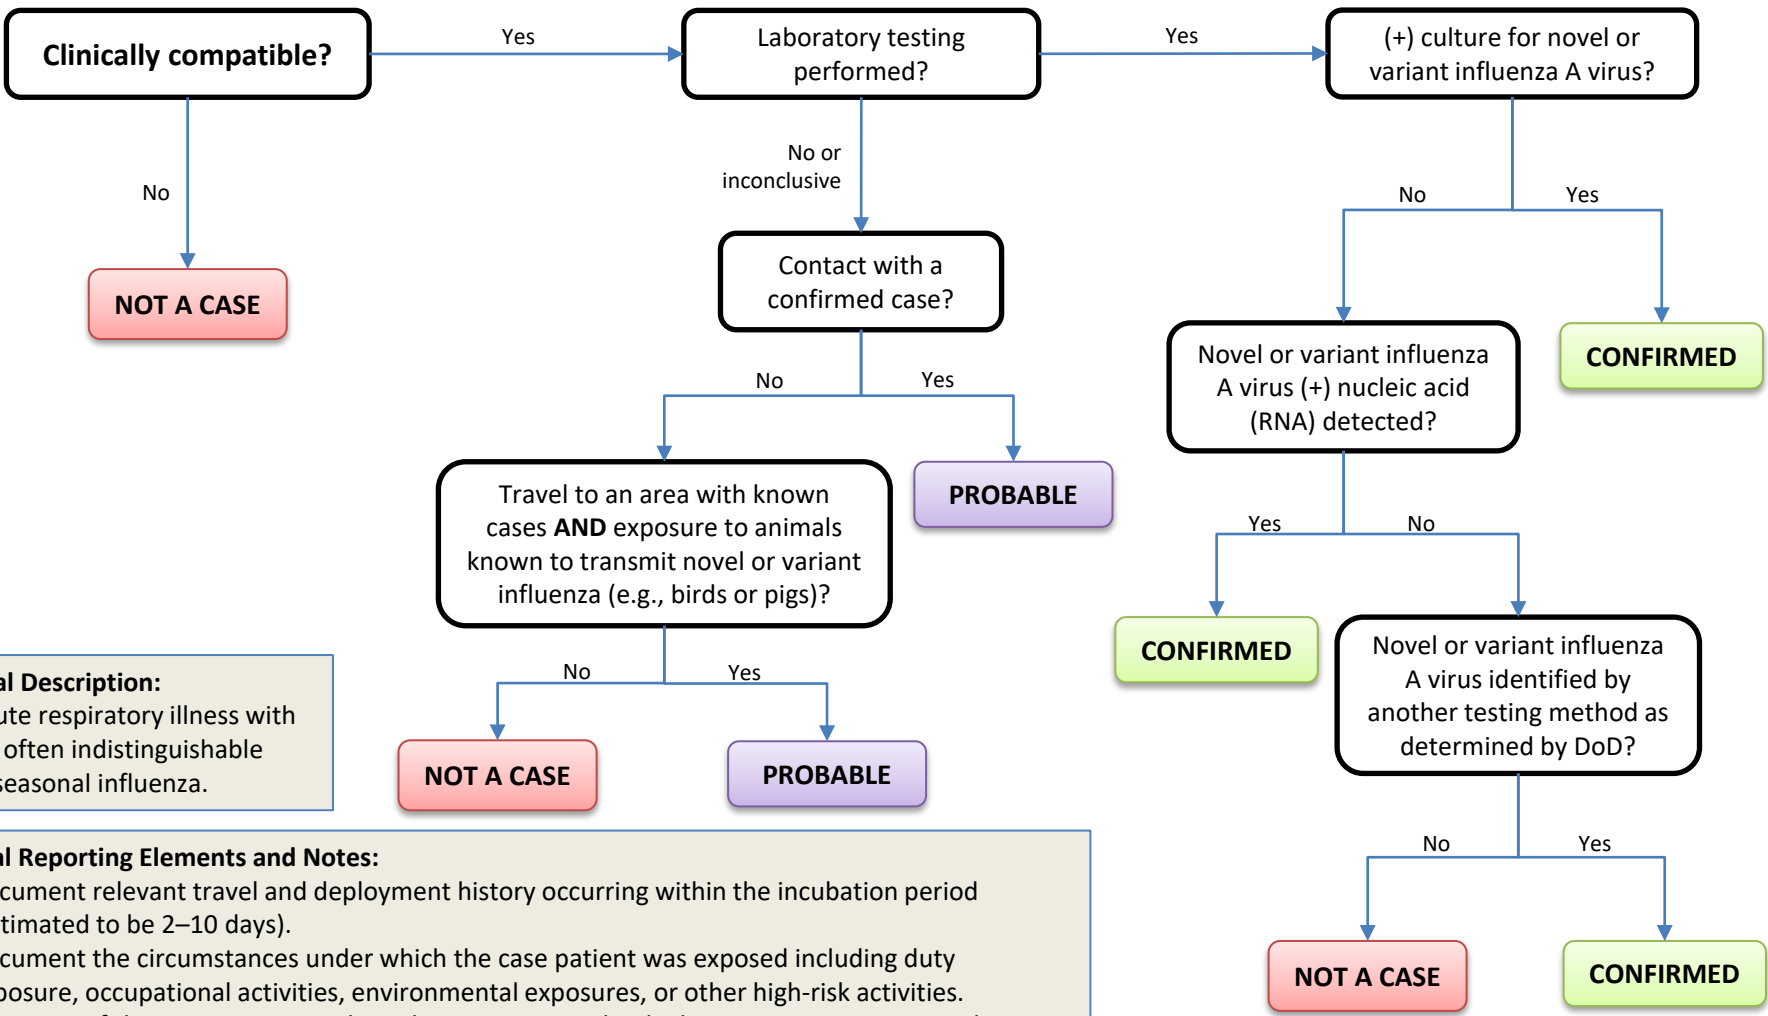 Clinically compatible?
Yes
Laboratory testing
performed?
Yes
(+) culture for novel or
variant influenza A virus?
No
NOT A CASE
No or
inconclusive
Contact with a
confirmed case?
No
Yes
PROBABLE
Travel to an area with known
cases AND exposure to animals
known to transmit novel or variant
influenza (e.g., birds or pigs)?
No
Yes
NOT A CASE
PROBABLE
No
Yes
CONFIRMED
Novel or variant influenza
A virus (+) nucleic acid
(RNA) detected?
Yes
No
CONFIRMED
Novel or variant influenza
A virus identified by
another testing method as
determined by DoD?
No
Yes
NOT A CASE
CONFIRMED
al Description:
ute respiratory illness with
often indistinguishable
seasonal influenza.
al Reporting Elements and Notes:
cument relevant travel and deployment history occurring within the incubation period
timated to be 2–10 days).
cument the circumstances under which the case patient was exposed including duty
posure, occupational activities, environmental exposures, or other high-risk activities.